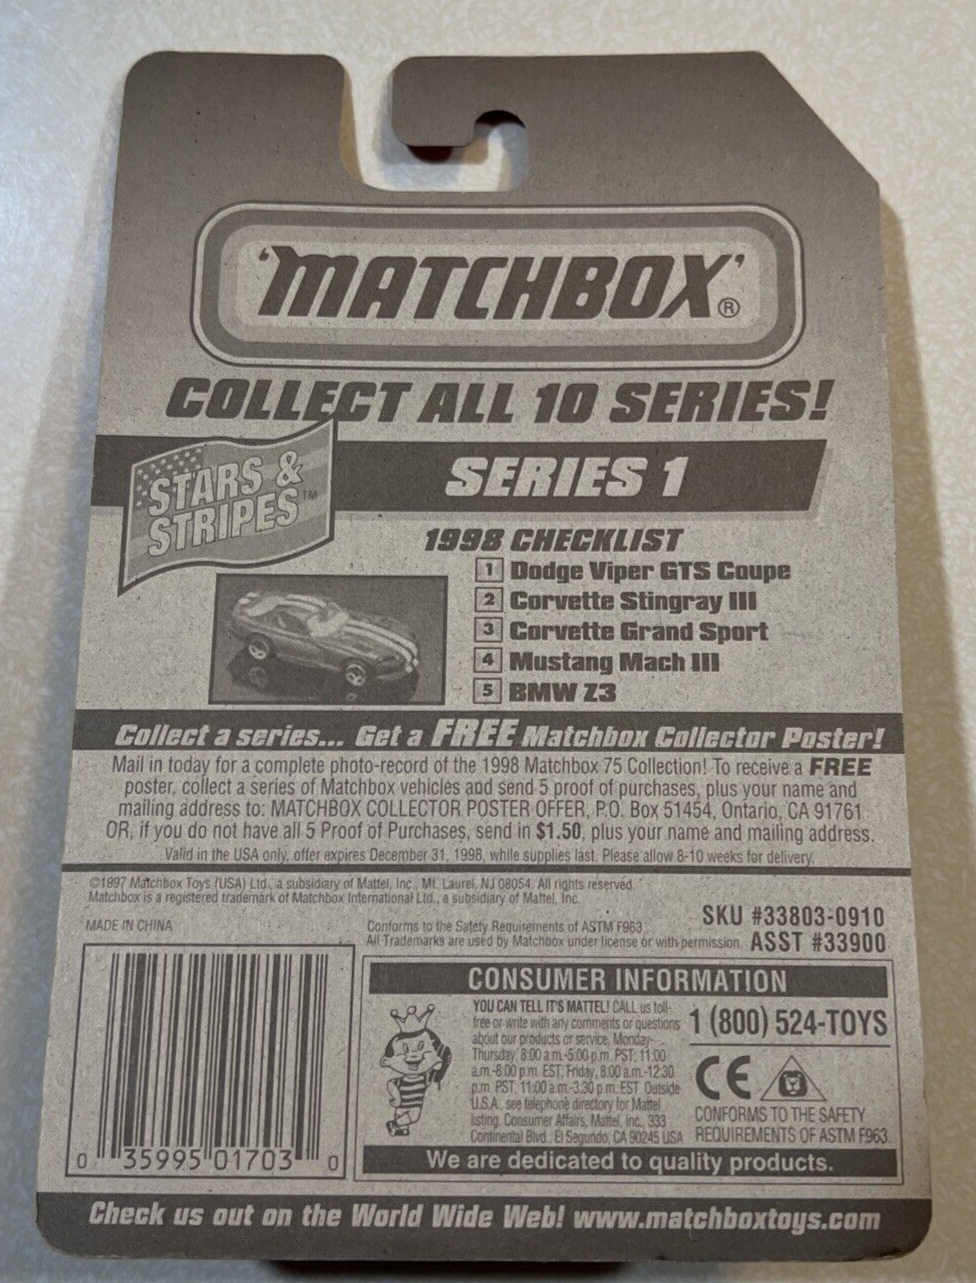 'MATCHBOX'®
COLLECT ALL 10 SERIES!
STARS &
STRIPES™
SERIES 1
1998 CHECKLIST
1 Dodge Viper GTS Coupe
2 Corvette Stingray III
3 Corvette Grand Sport
4 Mustang Mach III
5 BMW Z3
Collect a series... Get a FREE Matchbox Collector Poster!
Mail in today for a complete photo-record of the 1998 Matchbox 75 Collection! To receive a FREE
poster, collect a series of Matchbox vehicles and send 5 proof of purchases, plus your name and
mailing address to: MATCHBOX COLLECTOR POSTER OFFER, P.O. Box 51454, Ontario, CA 91761
OR, if you do not have all 5 Proof of Purchases, send in $1.50, plus your name and mailing address.
Valid in the USA only, offer expires December 31, 1998, while supplies last. Please allow 8-10 weeks for delivery.
©1997 Matchbox Toys (USA) Ltd., a subsidiary of Mattel, Inc., Mt. Laurel, NJ 08054. All rights reserved.
Matchbox is a registered trademark of Matchbox International Ltd., a subsidiary of Mattel, Inc.
MADE IN CHINA
Conforms to the Safety Requirements of ASTM F963.
All Trademarks are used by Matchbox under license or with permission.
SKU #33803-0910
ASST #33900
0 35995 01703 0
CONSUMER INFORMATION
YOU CAN TELL IT'S MATTEL! CALL us toll-
free or write with any comments or questions
about our products or service, Monday-
Thursday, 8:00 a.m.-5:00 p.m. PST; 11:00
a.m.-8:00 p.m. EST; Friday, 8:00 a.m.-12:30
p.m. PST, 11:00 a.m.-3:30 p.m. EST. Outside
U.S.A., see telephone directory for Mattel
listing. Consumer Affairs, Mattel, Inc., 333
Continental Blvd., El Segundo, CA 90245 USA
1 (800) 524-TOYS
CE
CONFORMS TO THE SAFETY
REQUIREMENTS OF ASTM F963.
We are dedicated to quality products.
Check us out on the World Wide Web! www.matchboxtoys.com